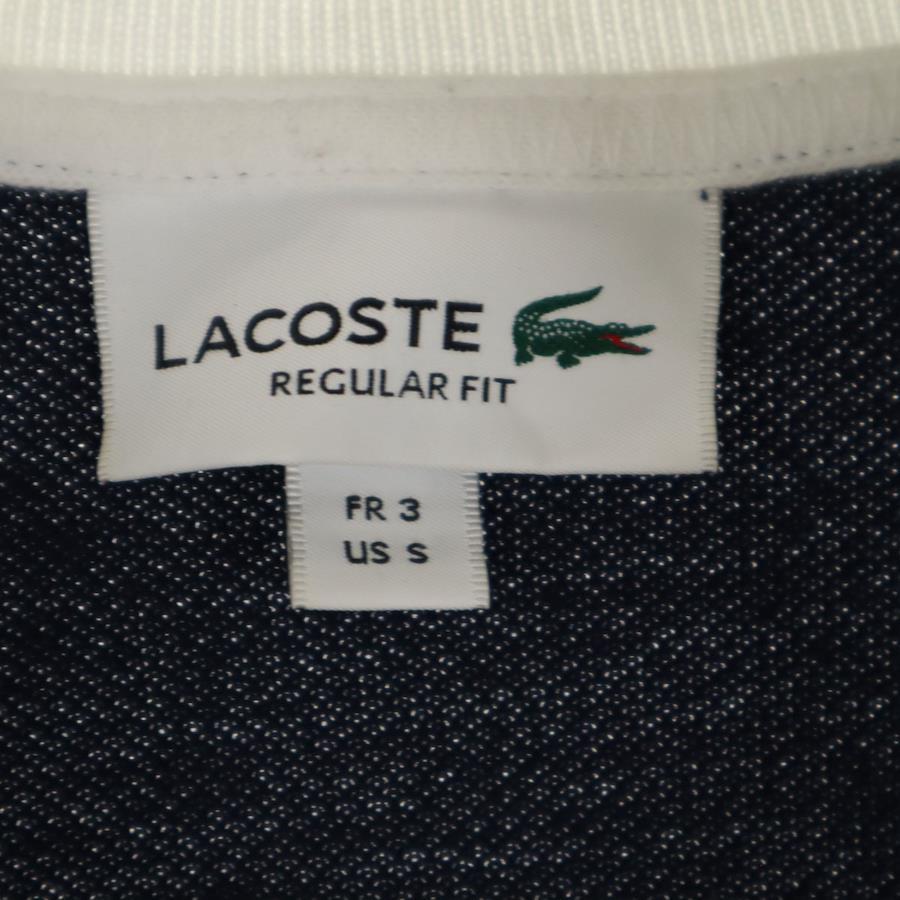 LACOSTE
REGULAR FIT
FR 3
US S